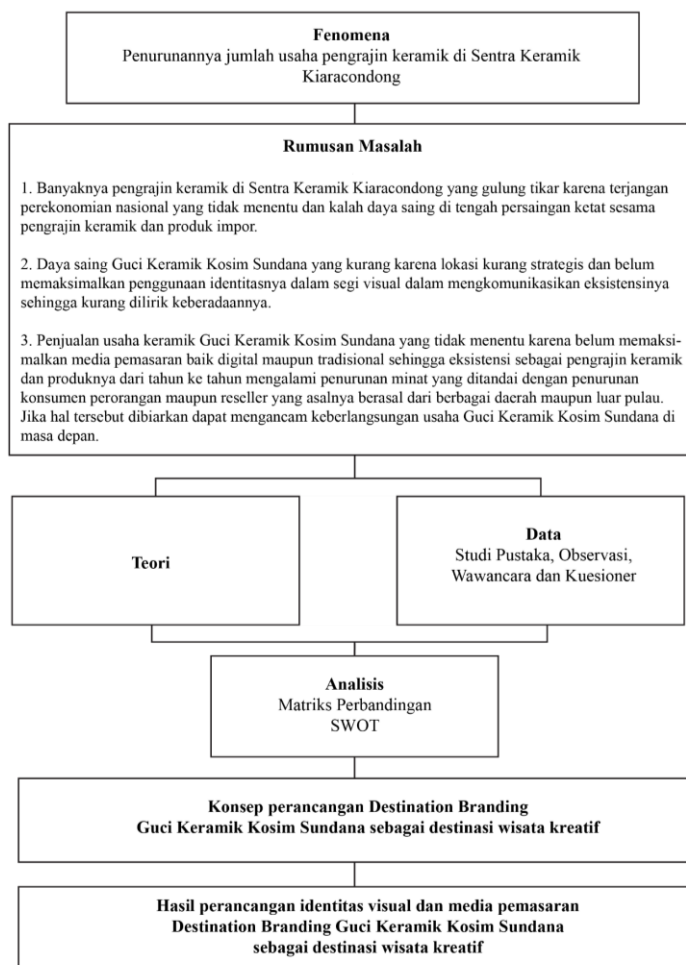 Fenomena
Penurunannya jumlah usaha pengrajin keramik di Sentra Keramik
Kiaracondong
Rumusan Masalah
1. Banyaknya pengrajin keramik di Sentra Keramik Kiaracondong yang gulung tikar karena terjangan
perekonomian nasional yang tidak menentu dan kalah daya saing di tengah persaingan ketat sesama
pengrajin keramik dan produk impor.
2. Daya saing Guci Keramik Kosim Sundana yang kurang karena lokasi kurang strategis dan belum
memaksimalkan penggunaan identitasnya dalam segi visual dalam mengkomunikasikan eksistensinya
sehingga kurang dilirik keberadaannya.
3. Penjualan usaha keramik Guci Keramik Kosim Sundana yang tidak menentu karena belum memaksi-
malkan media pemasaran baik digital maupun tradisional sehingga eksistensi sebagai pengrajin keramik
dan produknya dari tahun ke tahun mengalami penurunan minat yang ditandai dengan penurunan
konsumen perorangan maupun reseller yang asalnya berasal dari berbagai daerah maupun luar pulau.
Jika hal tersebut dibiarkan dapat mengancam keberlangsungan usaha Guci Keramik Kosim Sundana di
masa depan.
Teori
Data
Studi Pustaka, Observasi,
Wawancara dan Kuesioner
Analisis
Matriks Perbandingan
SWOT
Konsep perancangan Destination Branding
Guci Keramik Kosim Sundana sebagai destinasi wisata kreatif
Hasil perancangan identitas visual dan media pemasaran
Destination Branding Guci Keramik Kosim Sundana
sebagai destinasi wisata kreatif